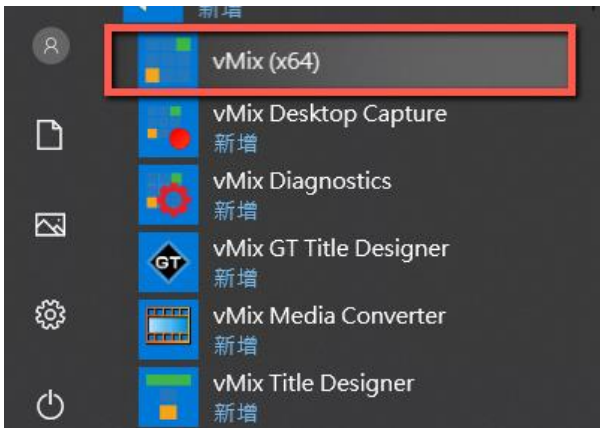 新增
vMix (x64)
vMix Desktop Capture
新增
vMix Diagnostics
新增
GT
vMix GT Title Designer
新增
vMix Media Converter
新增
vMix Title Designer
新增